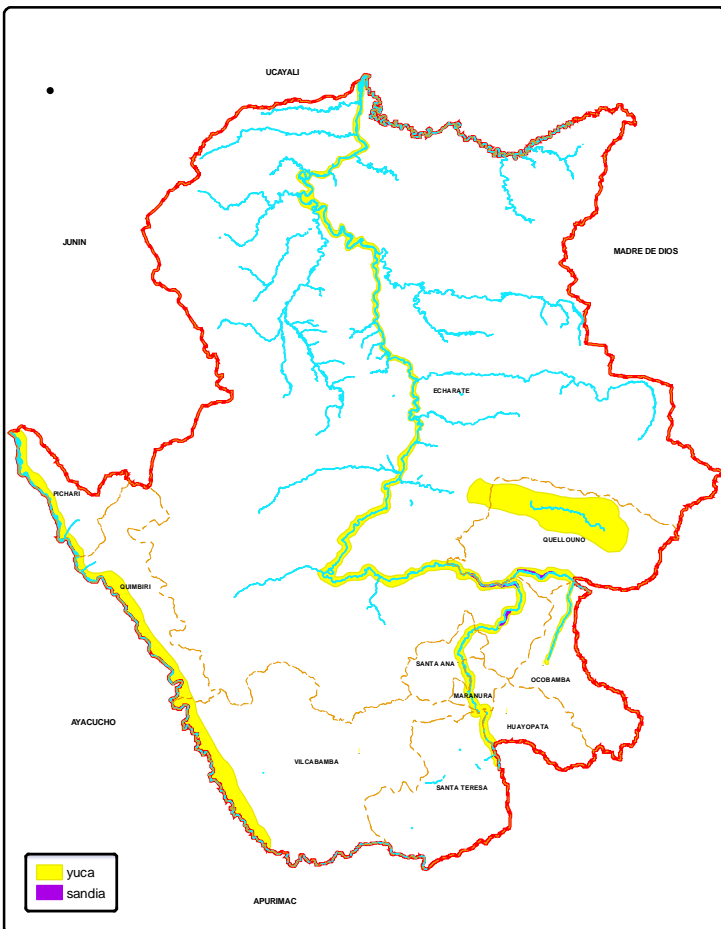 UCAYALI
JUNIN
MADRE DE DIOS
ECHARATE
PICHARI
QUELLOUNO
QUIMBIRI
SANTA ANA
OCOBAMBA
MARANURA
AYACUCHO
HUAYOPATA
VILCABAMBA
SANTA TERESA
yuca
sandia
APURIMAC